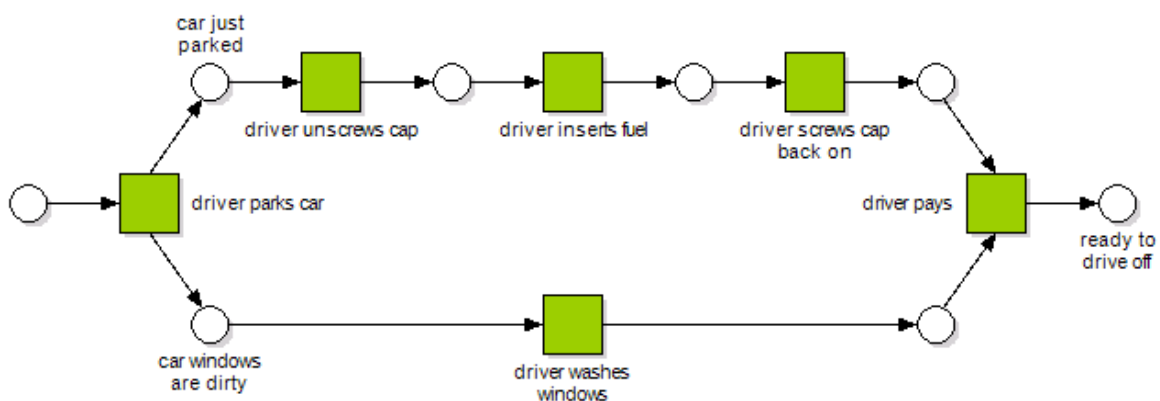 car just
parked
driver unscrews cap
driver inserts fuel
driver screws cap
back on
driver parks car
driver pays
ready to
drive off
car windows
are dirty
driver washes
windows